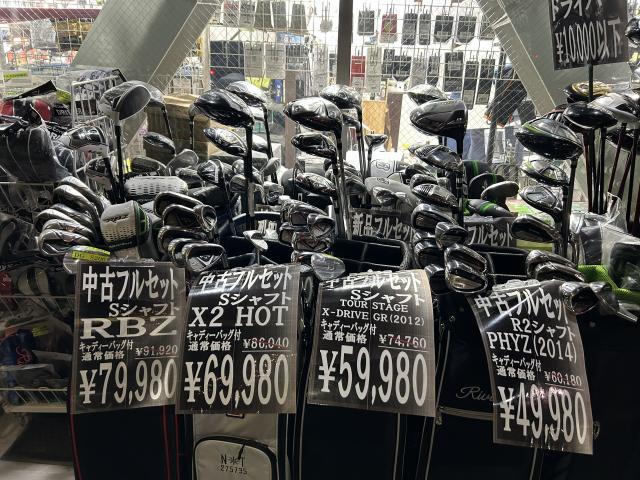 ドライバー
¥10,000以下
新品フルセ
中古フルセット
Sシャフト
RBZ
キャディーバッグ付
通常価格 ¥91,920
¥79,980
中古フルセット
Sシャフト
X2 HOT
キャディーバッグ付
通常価格 ¥86,040
¥69,980
中古フルセット
Sシャフト
TOUR STAGE
X-DRIVE GR(2012)
キャディーバッグ付
通常価格 ¥74,760
¥59,980
中古フルセット
R2シャフト
PHYZ(2014)
キャディーバッグ付
通常価格 ¥60,180
¥49,980
275735